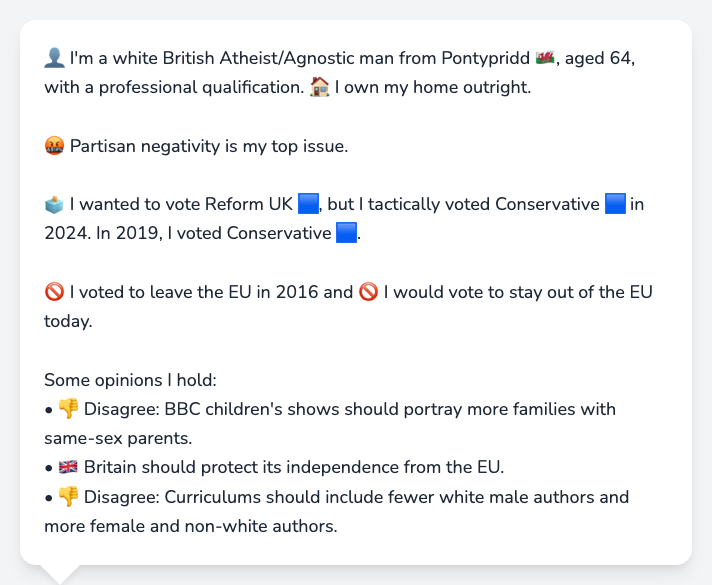 👤 I'm a white British Atheist/Agnostic man from Pontypridd 🏴󠁧󠁢󠁷󠁬󠁳󠁿, aged 64,
with a professional qualification. 🏠 I own my home outright.
🤬 Partisan negativity is my top issue.
🗳️ I wanted to vote Reform UK 🟦, but I tactically voted Conservative 🟦 in
2024. In 2019, I voted Conservative 🟦.
🚫 I voted to leave the EU in 2016 and 🚫 I would vote to stay out of the EU
today.
Some opinions I hold:
• 👎 Disagree: BBC children's shows should portray more families with
same-sex parents.
• 🇬🇧 Britain should protect its independence from the EU.
• 👎 Disagree: Curriculums should include fewer white male authors and
more female and non-white authors.